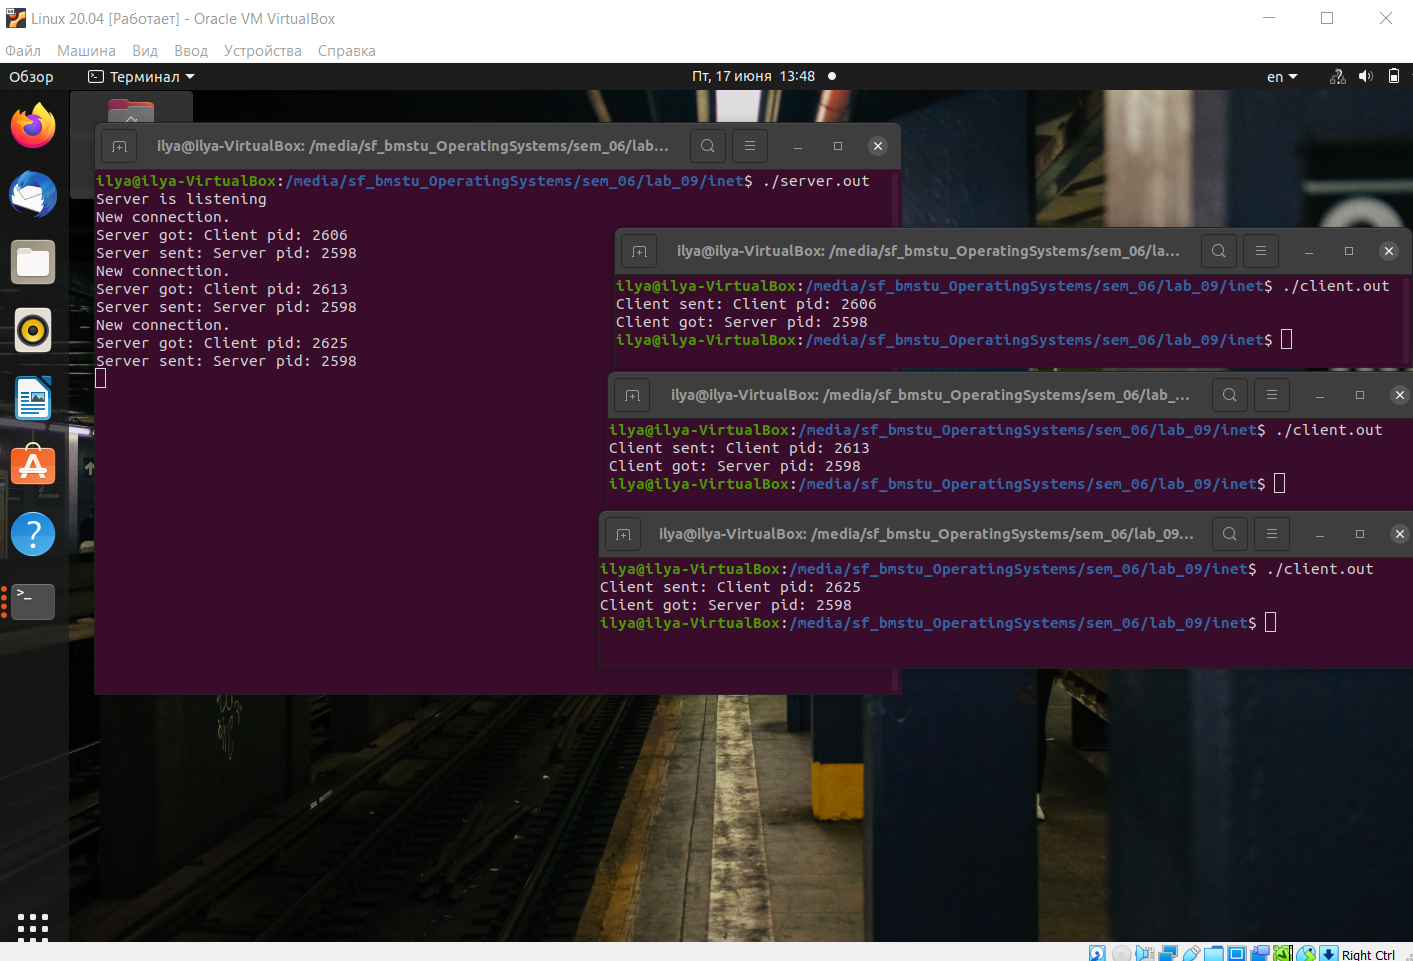 Linux 20.04 [Работает] - Oracle VM VirtualBox
Файл Машина Вид Ввод Устройства Справка
Обзор Терминал Пт, 17 июня 13:48 en
ilya@ilya-VirtualBox: /media/sf_bmstu_OperatingSystems/sem_06/lab...
ilya@ilya-VirtualBox:/media/sf_bmstu_OperatingSystems/sem_06/lab_09/inet$ ./server.out
Server is listening
New connection.
Server got: Client pid: 2606
Server sent: Server pid: 2598
New connection.
Server got: Client pid: 2613
Server sent: Server pid: 2598
New connection.
Server got: Client pid: 2625
Server sent: Server pid: 2598
ilya@ilya-VirtualBox: /media/sf_bmstu_OperatingSystems/sem_06/la...
ilya@ilya-VirtualBox:/media/sf_bmstu_OperatingSystems/sem_06/lab_09/inet$ ./client.out
Client sent: Client pid: 2606
Client got: Server pid: 2598
ilya@ilya-VirtualBox:/media/sf_bmstu_OperatingSystems/sem_06/lab_09/inet$
ilya@ilya-VirtualBox: /media/sf_bmstu_OperatingSystems/sem_06/lab_...
ilya@ilya-VirtualBox:/media/sf_bmstu_OperatingSystems/sem_06/lab_09/inet$ ./client.out
Client sent: Client pid: 2613
Client got: Server pid: 2598
ilya@ilya-VirtualBox:/media/sf_bmstu_OperatingSystems/sem_06/lab_09/inet$
ilya@ilya-VirtualBox: /media/sf_bmstu_OperatingSystems/sem_06/lab_09...
ilya@ilya-VirtualBox:/media/sf_bmstu_OperatingSystems/sem_06/lab_09/inet$ ./client.out
Client sent: Client pid: 2625
Client got: Server pid: 2598
ilya@ilya-VirtualBox:/media/sf_bmstu_OperatingSystems/sem_06/lab_09/inet$
Right Ctrl